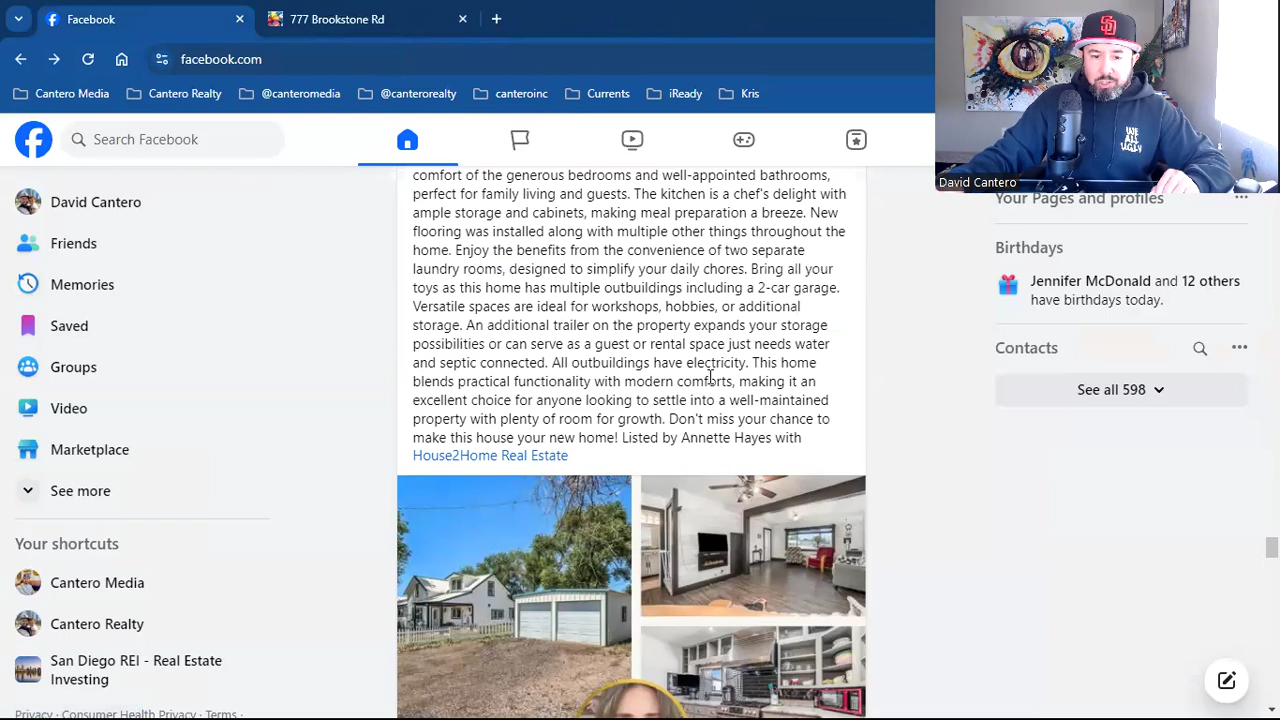 Facebook
777 Brookstone Rd
facebook.com
Cantero Media
Cantero Realty
@canteromedia
@canterorealty
canteroinc
Currents
iReady
Kris
SD
WE
ALL
David Cantero
Search Facebook
David Cantero
Friends
Memories
Saved
Groups
Video
Marketplace
See more
Your shortcuts
Cantero Media
Cantero Realty
San Diego REI - Real Estate
Investing
Privacy · Consumer Health Privacy · Terms ·
comfort of the generous bedrooms and well-appointed bathrooms,
perfect for family living and guests. The kitchen is a chef's delight with
ample storage and cabinets, making meal preparation a breeze. New
flooring was installed along with multiple other things throughout the
home. Enjoy the benefits from the convenience of two separate
laundry rooms, designed to simplify your daily chores. Bring all your
toys as this home has multiple outbuildings including a 2-car garage.
Versatile spaces are ideal for workshops, hobbies, or additional
storage. An additional trailer on the property expands your storage
possibilities or can serve as a guest or rental space just needs water
and septic connected. All outbuildings have electricity. This home
blends practical functionality with modern comforts, making it an
excellent choice for anyone looking to settle into a well-maintained
property with plenty of room for growth. Don't miss your chance to
make this house your new home! Listed by Annette Hayes with
House2Home Real Estate
Your Pages and profiles
Birthdays
Jennifer McDonald and 12 others
have birthdays today.
Contacts
See all 598